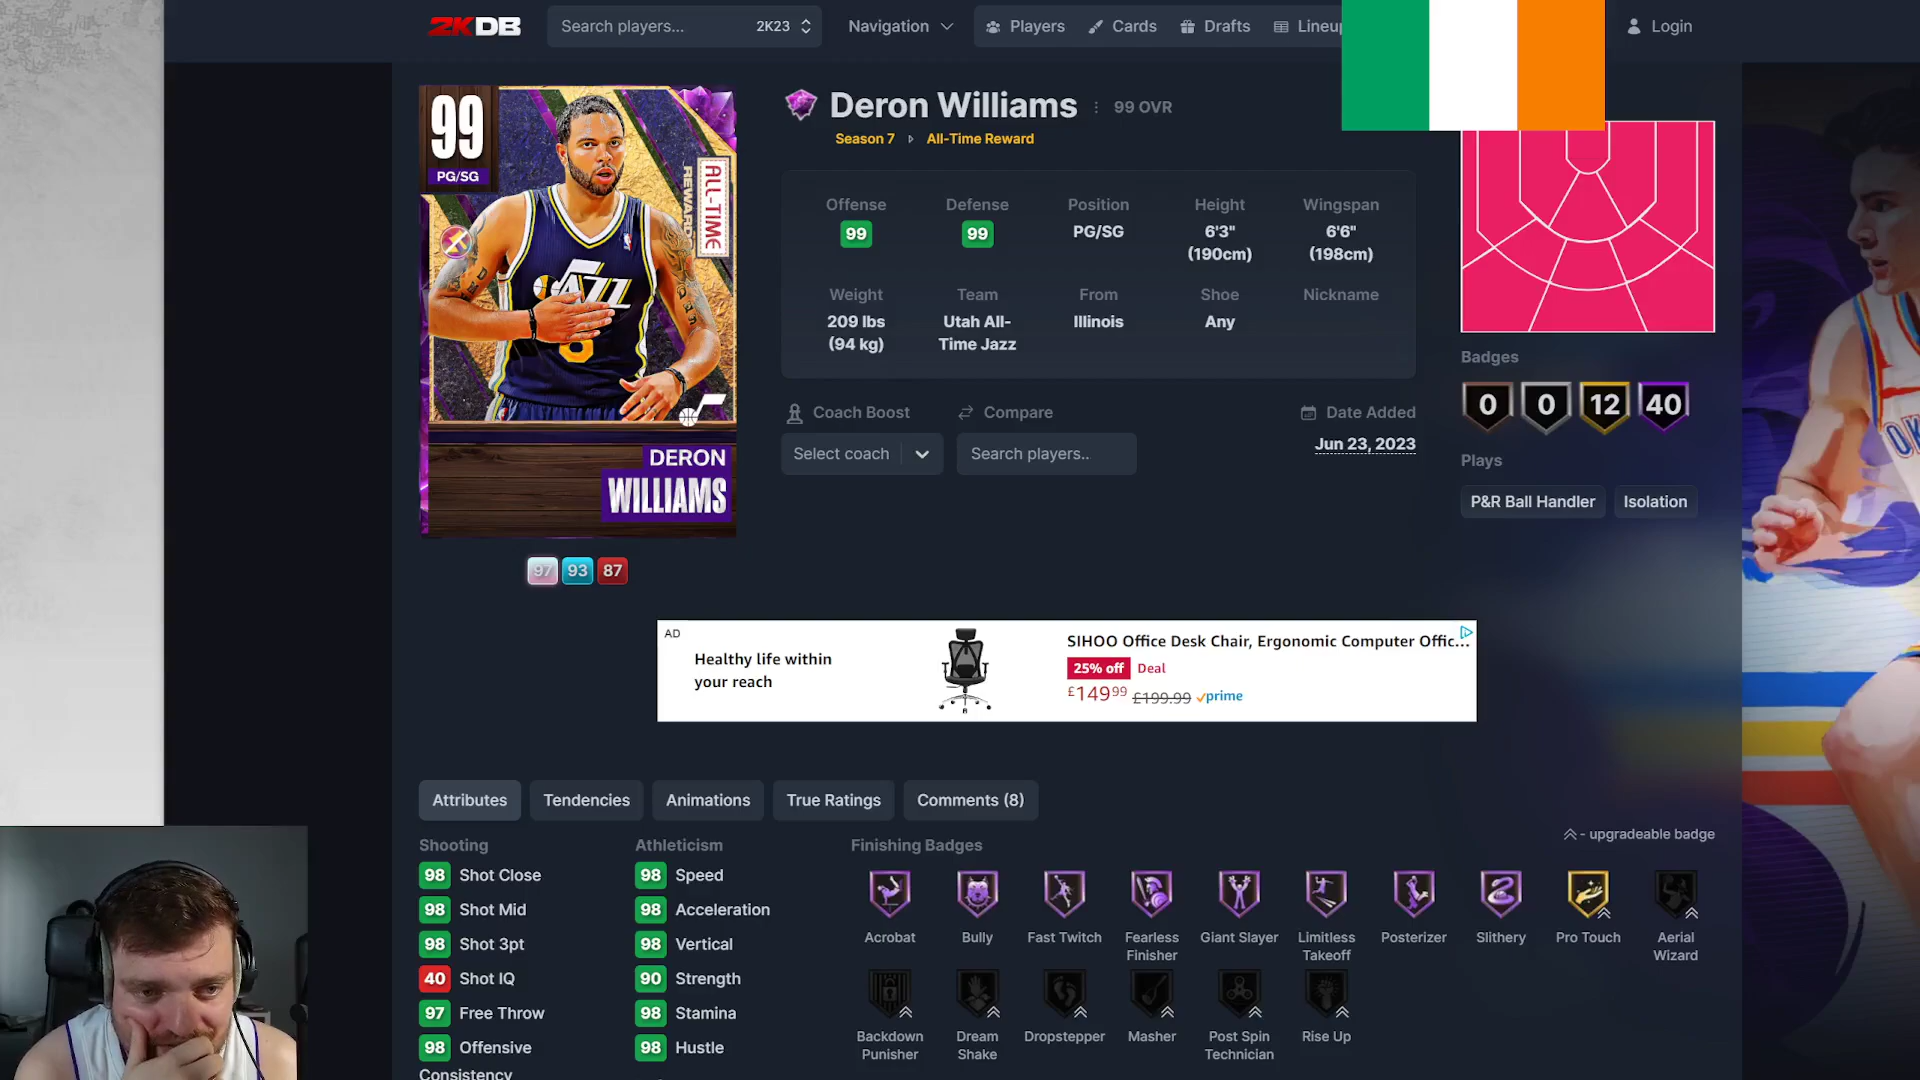 2KDB
Search players...
2K23
Navigation
Players
Cards
Drafts
Lineup
Login
99
PG/SG
ALL-TIME
REWARD
JAZZ
8
DERON
WILLIAMS
97
93
87
Deron Williams
99 OVR
Season 7
All-Time Reward
Offense
Defense
Position
Height
Wingspan
99
99
PG/SG
6'3"
6'6"
(190cm)
(198cm)
Weight
Team
From
Shoe
Nickname
209 lbs
Utah All-
Illinois
Any
(94 kg)
Time Jazz
Coach Boost
Compare
Date Added
Select coach
Search players..
Jun 23, 2023
Badges
0
0
12
40
Plays
P&R Ball Handler
Isolation
AD
Healthy life within
your reach
SIHOO Office Desk Chair, Ergonomic Computer Offic...
25% off
Deal
£149⁹⁹
£199.99
prime
Attributes
Tendencies
Animations
True Ratings
Comments (8)
- upgradeable badge
Shooting
98 Shot Close
98 Shot Mid
98 Shot 3pt
40 Shot IQ
97 Free Throw
98 Offensive
Consistency
Athleticism
98 Speed
98 Acceleration
98 Vertical
90 Strength
98 Stamina
98 Hustle
Finishing Badges
Acrobat
Bully
Fast Twitch
Fearless
Finisher
Giant Slayer
Limitless
Takeoff
Posterizer
Slithery
Pro Touch
Aerial
Wizard
Backdown
Punisher
Dream
Shake
Dropstepper
Masher
Post Spin
Technician
Rise Up